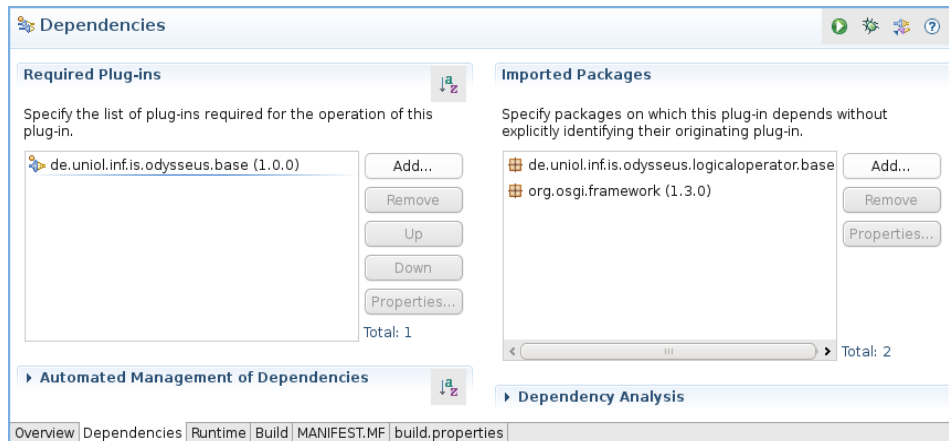 Dependencies
Required Plug-ins
Specify the list of plug-ins required for the operation of this
plug-in.
de.uniol.inf.is.odysseus.base (1.0.0)
Add...
Remove
Up
Down
Properties...
Total: 1
Automated Management of Dependencies
Imported Packages
Specify packages on which this plug-in depends without
explicitly identifying their originating plug-in.
de.uniol.inf.is.odysseus.logicaloperator.base
org.osgi.framework (1.3.0)
Add...
Remove
Properties...
Total: 2
Dependency Analysis
Overview Dependencies Runtime Build MANIFEST.MF build.properties